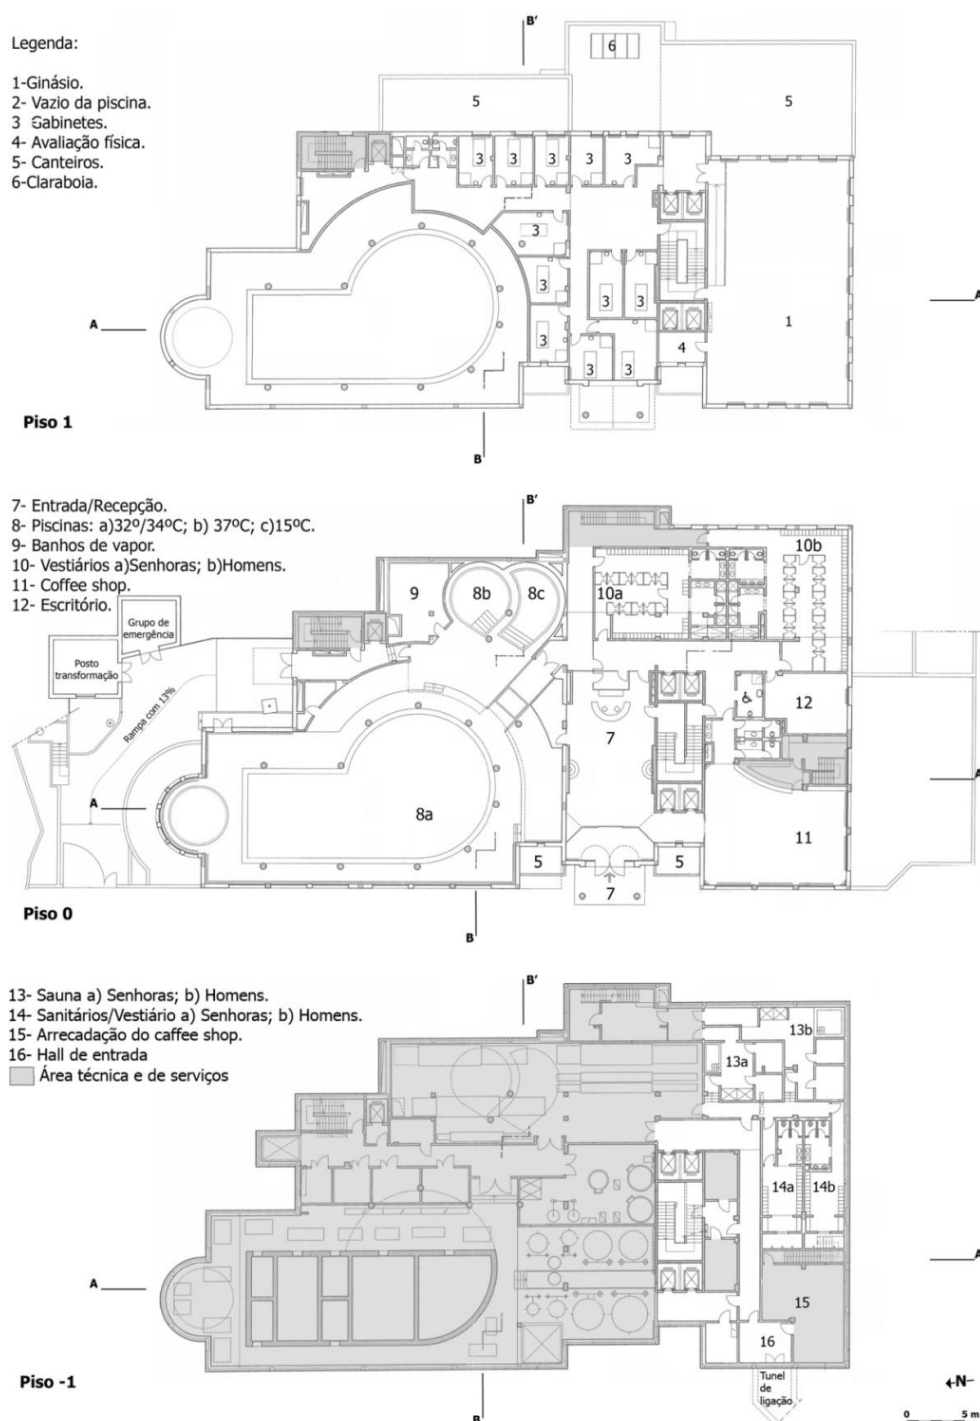 B'
Legenda:
1-Ginásio.
2- Vazio da piscina.
3 Gabinetes.
4- Avaliação física.
5- Canteiros.
6-Claraboia.
6
5
5
3
3
3
3
3
3
3
3
3
3
3
3
4
1
A
A
Piso 1
B
7- Entrada/Recepção.
8- Piscinas: a)32º/34ºC; b) 37ºC; c)15ºC.
9- Banhos de vapor.
10- Vestiários a)Senhoras; b)Homens.
11- Coffee shop.
12- Escritório.
B'
Grupo de
emergência
Posto
transformação
Rampa com 13%
9
8b
8c
10a
10b
12
7
8a
11
5
5
7
A
A
Piso 0
B
13- Sauna a) Senhoras; b) Homens.
14- Sanitários/Vestiário a) Senhoras; b) Homens.
15- Arrecadação do caffee shop.
16- Hall de entrada
Área técnica e de serviços
B'
13b
13a
14a
14b
15
16
A
A
Tunel
de
ligação
Piso -1
B
N
0 5 m